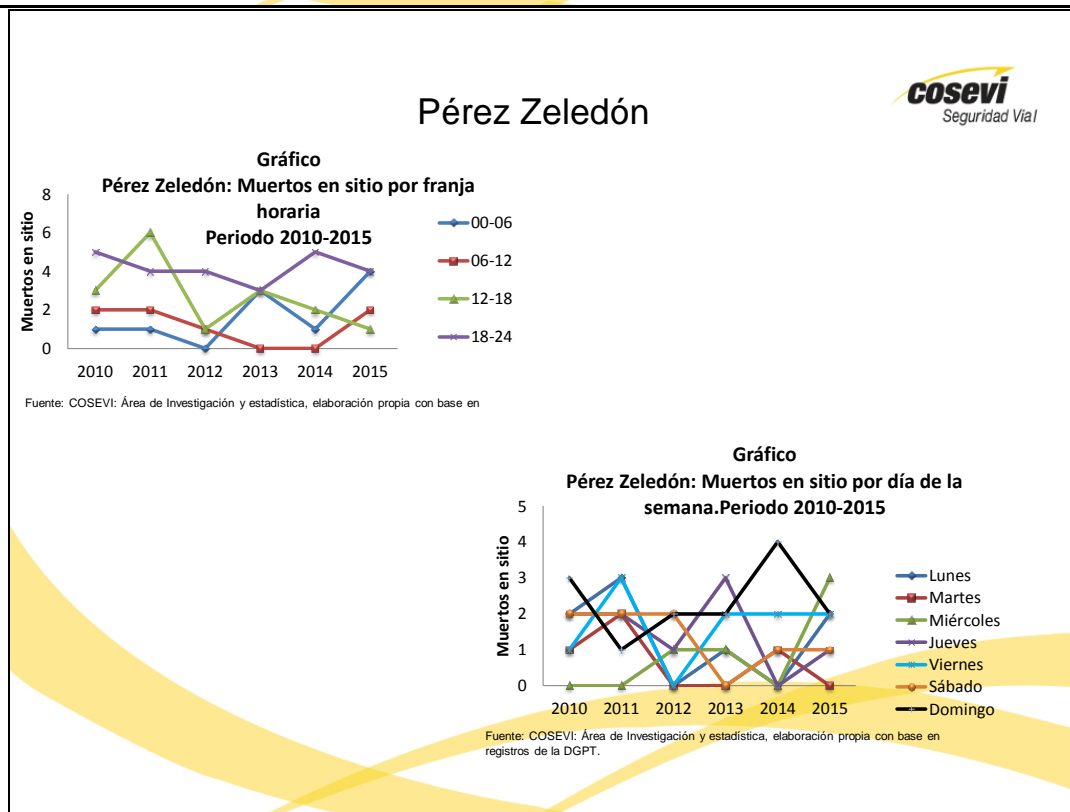 cosevi
Seguridad Vial
Pérez Zeledón
Gráfico
Pérez Zeledón: Muertos en sitio por franja
horaria
Periodo 2010-2015
Muertos en sitio
8
6
4
2
0
2010 2011 2012 2013 2014 2015
00-06
06-12
12-18
18-24
Fuente: COSEVI: Área de Investigación y estadística, elaboración propia con base en
Gráfico
Pérez Zeledón: Muertos en sitio por día de la
semana.Periodo 2010-2015
Muertos en sitio
5
4
3
2
1
0
2010 2011 2012 2013 2014 2015
Lunes
Martes
Miércoles
Jueves
Viernes
Sábado
Domingo
Fuente: COSEVI: Área de Investigación y estadística, elaboración propia con base en
registros de la DGPT.